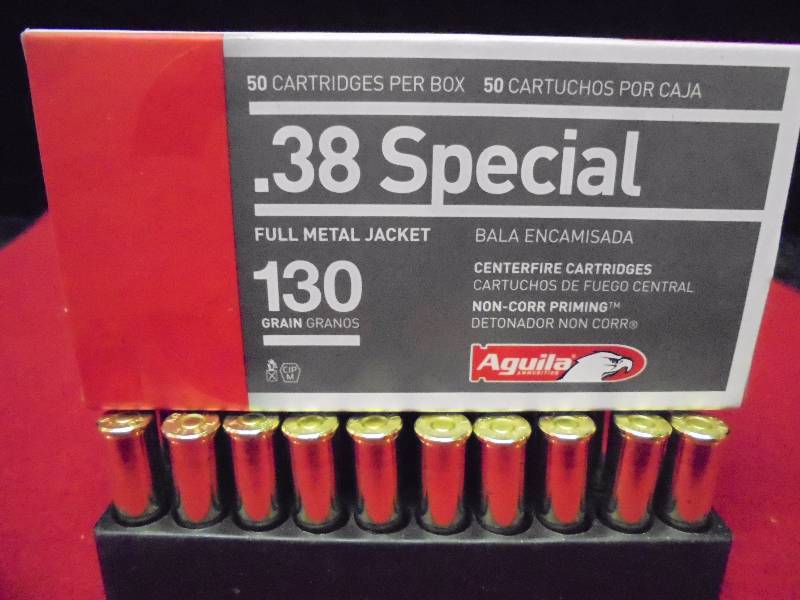 50 CARTRIDGES PER BOX 50 CARTUCHOS POR CAJA
.38 Special
FULL METAL JACKET BALA ENCAMISADA
130
GRAIN GRANOS
CENTERFIRE CARTRIDGES
CARTUCHOS DE FUEGO CENTRAL
NON-CORR PRIMING™
DETONADOR NON CORR®
CIP
M
Aguila®
AMMUNITION